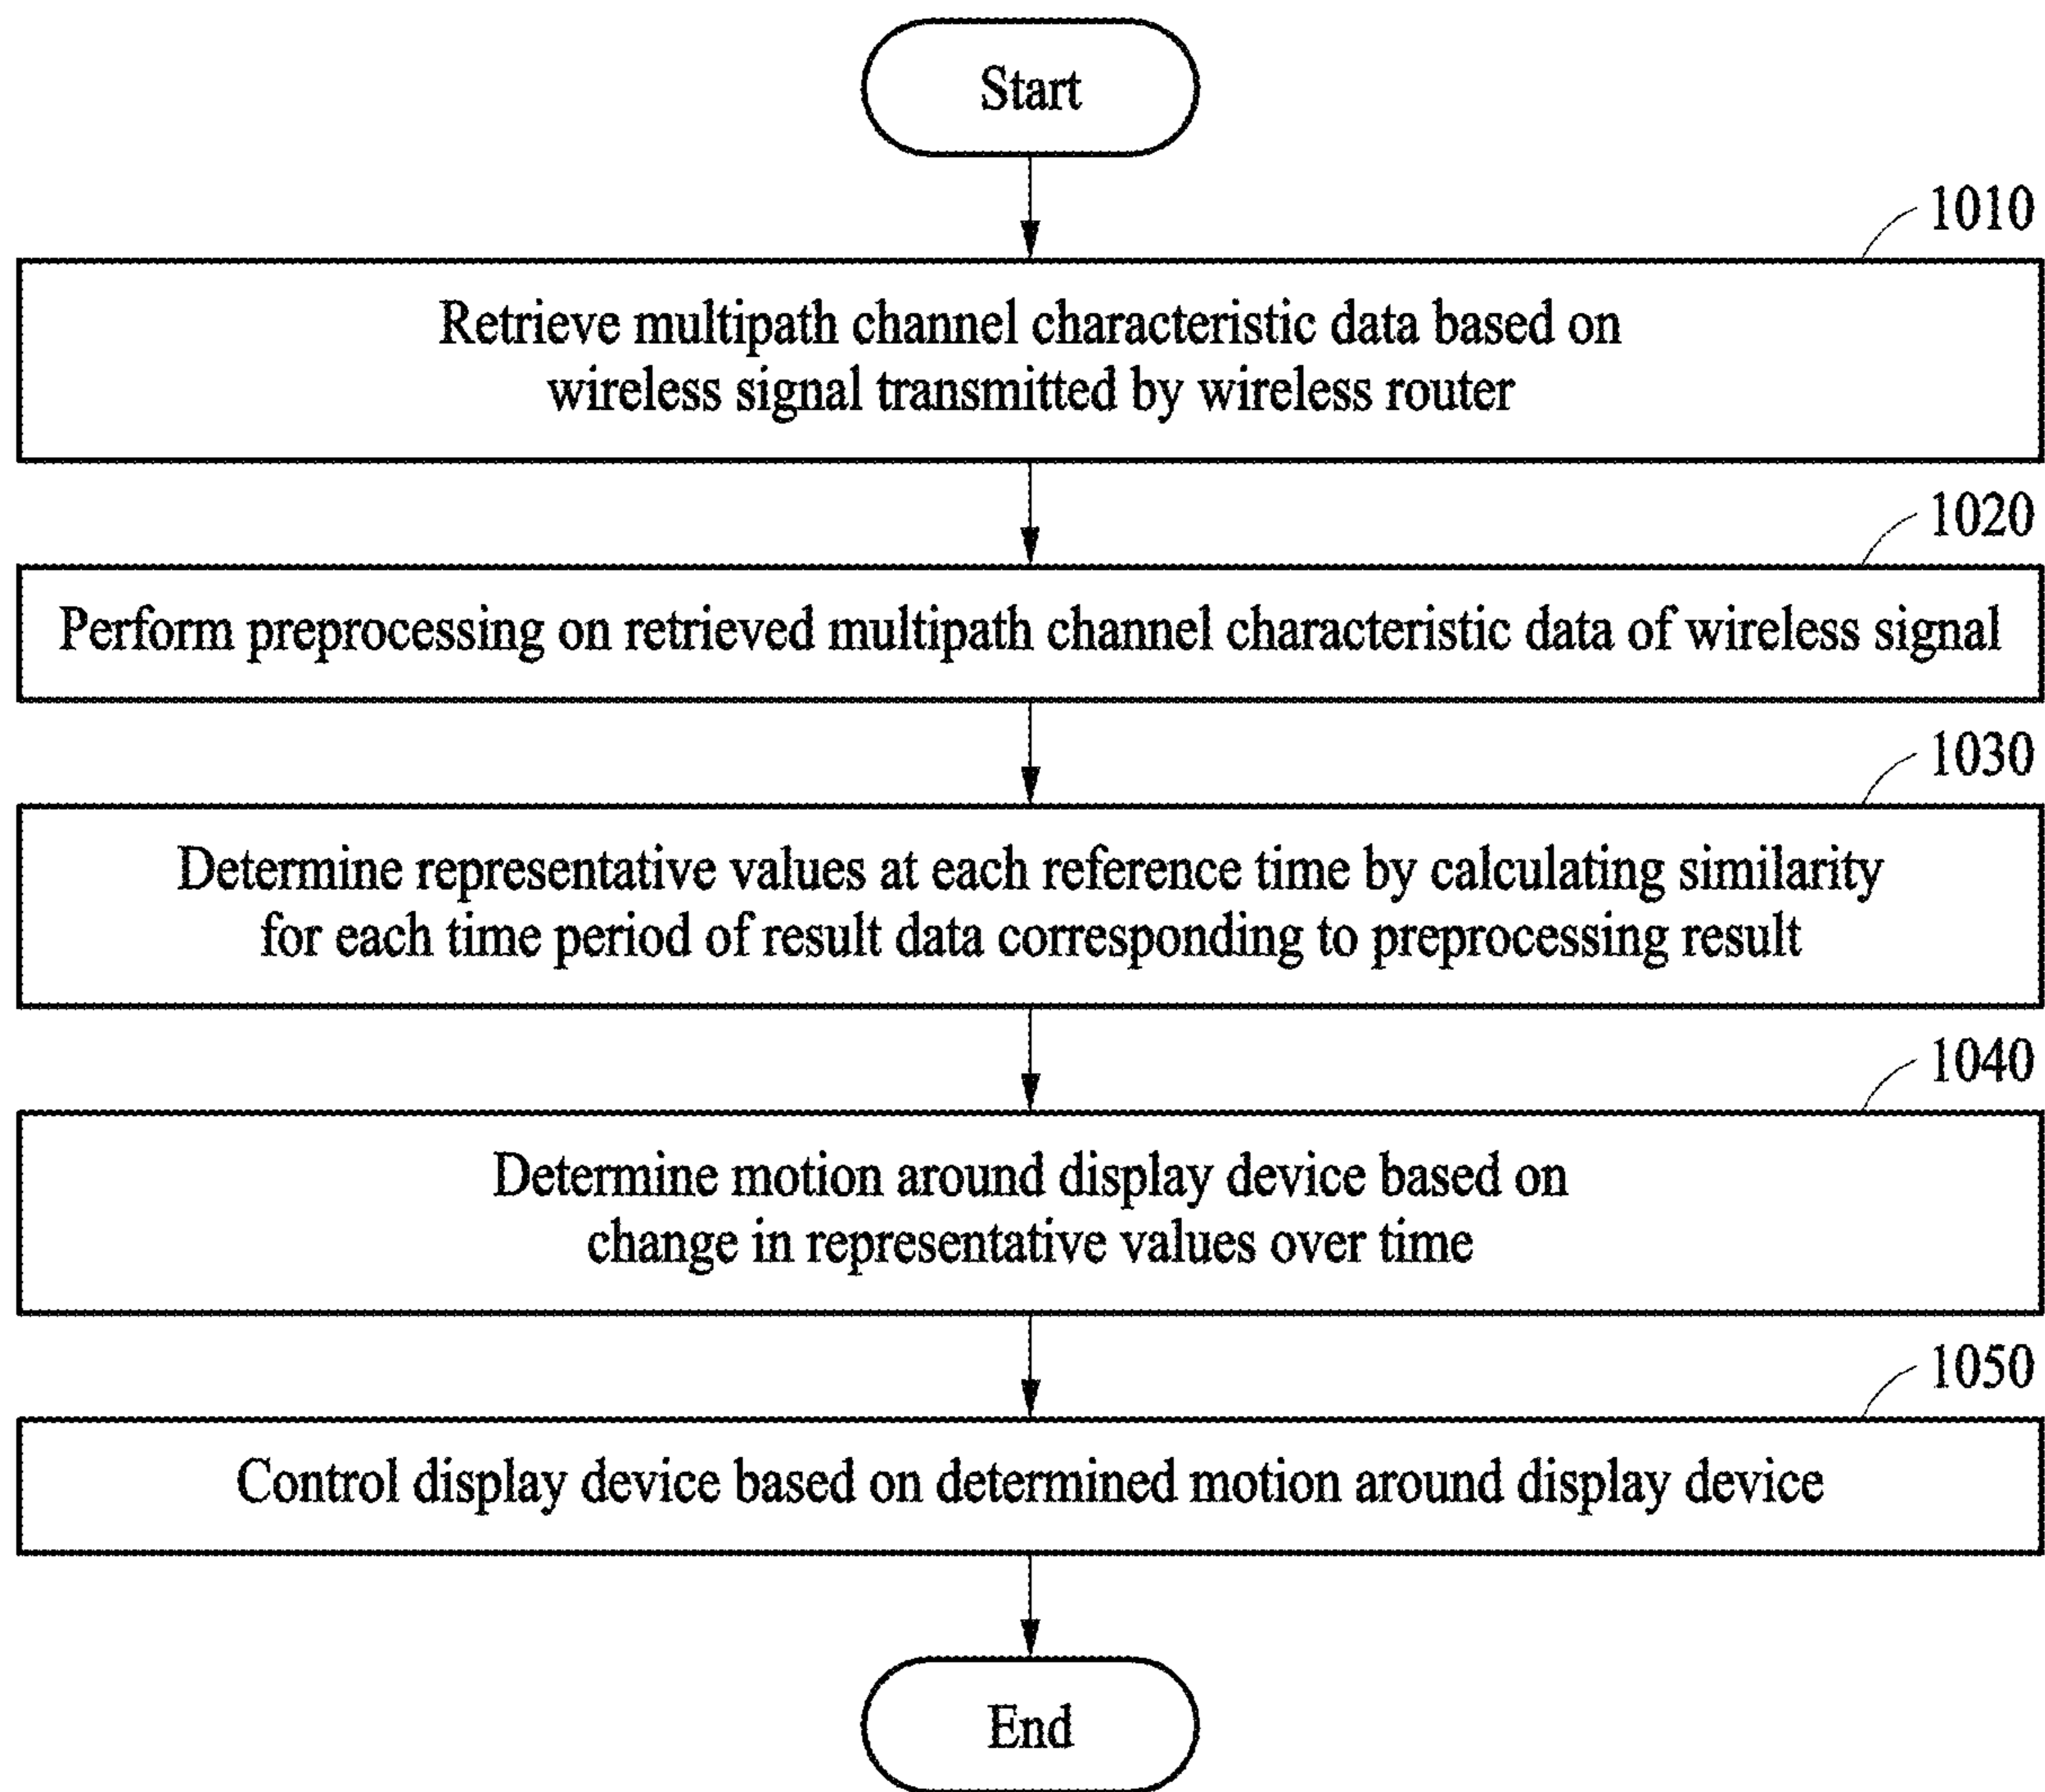 Start
1010
Retrieve multipath channel characteristic data based on
wireless signal transmitted by wireless router
1020
Perform preprocessing on retrieved multipath channel characteristic data of wireless signal
1030
Determine representative values at each reference time by calculating similarity
for each time period of result data corresponding to preprocessing result
1040
Determine motion around display device based on
change in representative values over time
1050
Control display device based on determined motion around display device
End